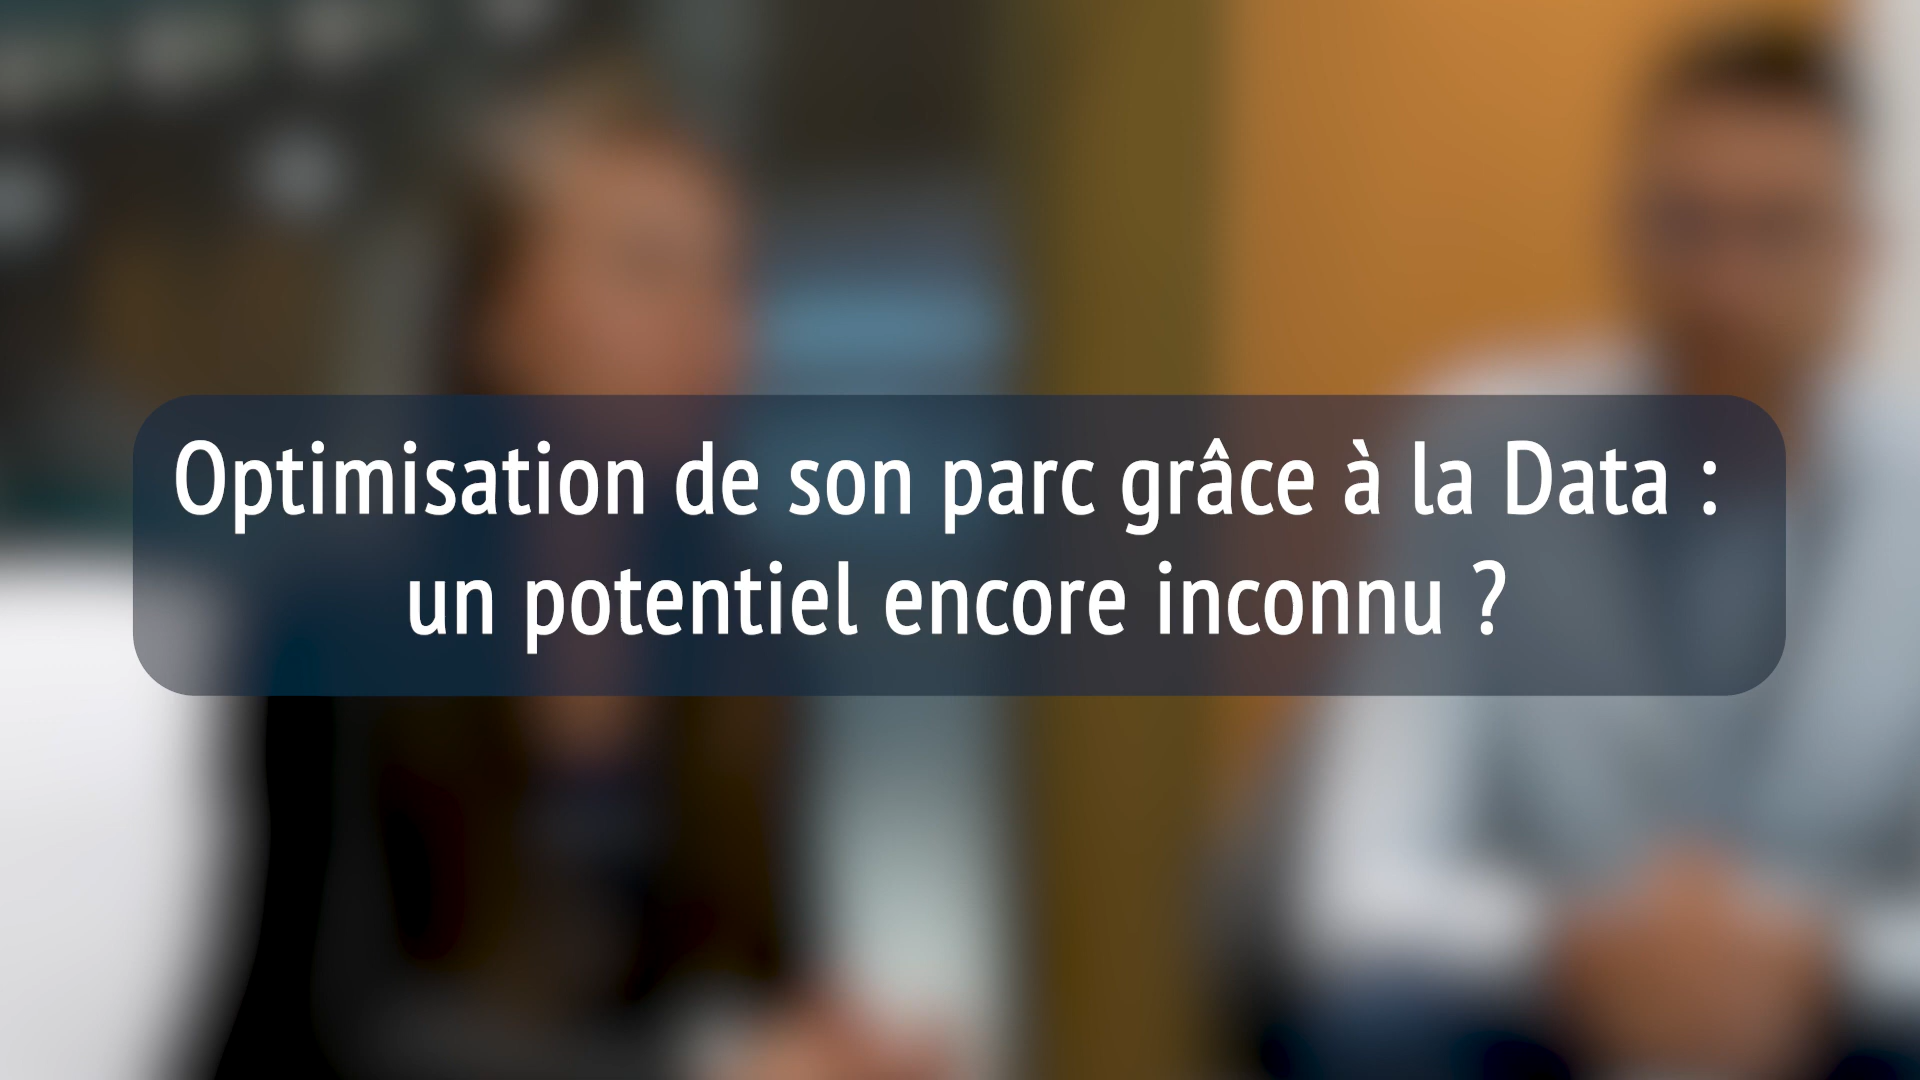 Optimisation de son parc grâce à la Data :
un potentiel encore inconnu ?